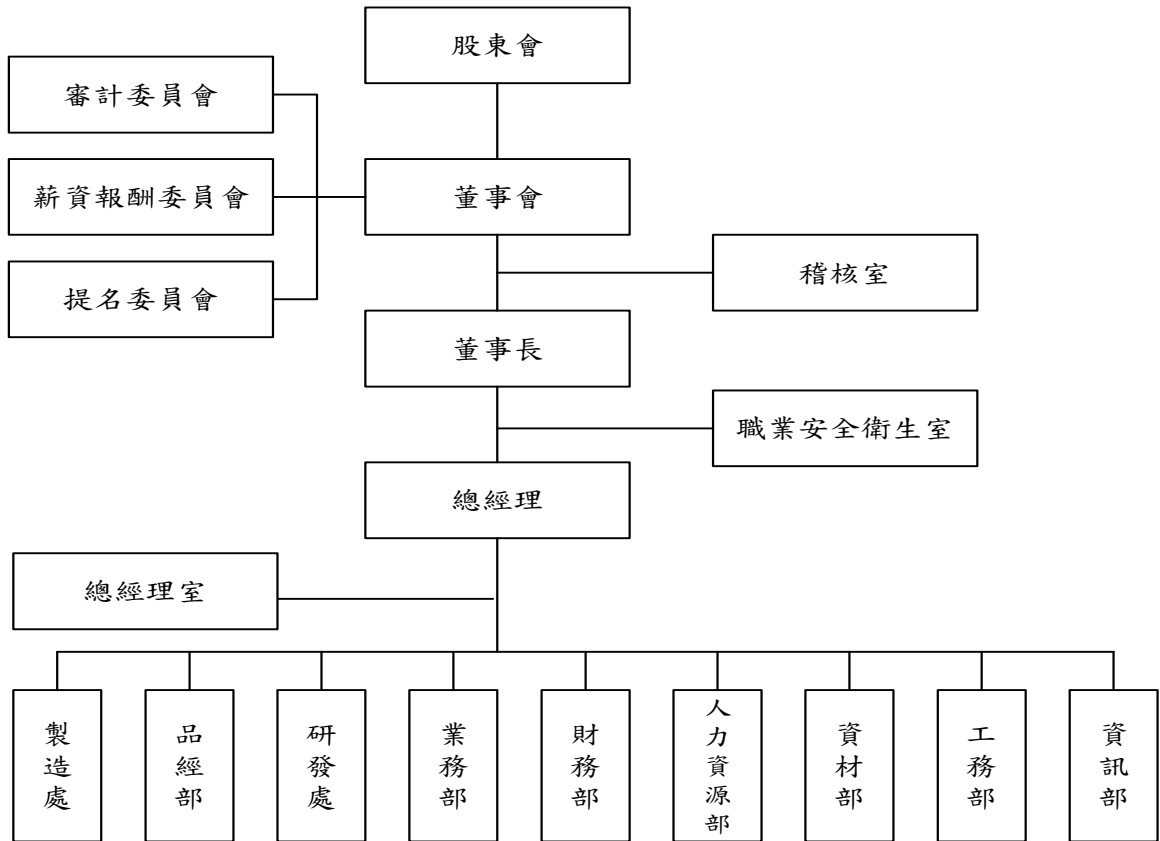 股東會
審計委員會
薪資報酬委員會
董事會
稽核室
提名委員會
董事長
職業安全衛生室
總經理
總經理室
製造處
品經部
研發處
業務部
財務部
人力資源部
資材部
工務部
資訊部